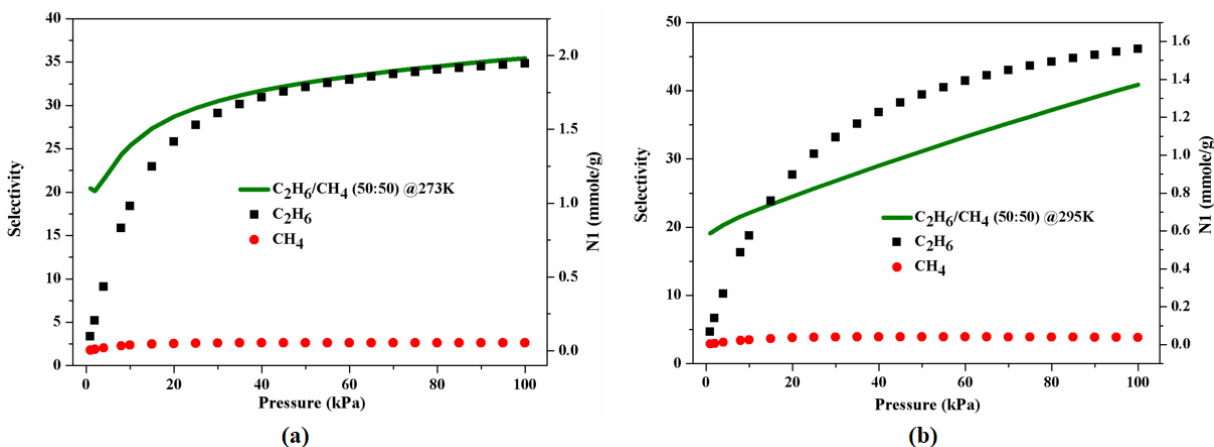 40
35
30
25
20
15
10
5
0
Selectivity
2.0
1.5
1.0
0.5
0.0
N1 (mmole/g)
C₂H₆/CH₄ (50:50) @273K
C₂H₆
CH₄
0 20 40 60 80 100
Pressure (kPa)
(a)
50
40
30
20
10
0
Selectivity
1.6
1.4
1.2
1.0
0.8
0.6
0.4
0.2
0.0
N1 (mmole/g)
C₂H₆/CH₄ (50:50) @295K
C₂H₆
CH₄
0 20 40 60 80 100
Pressure (kPa)
(b)